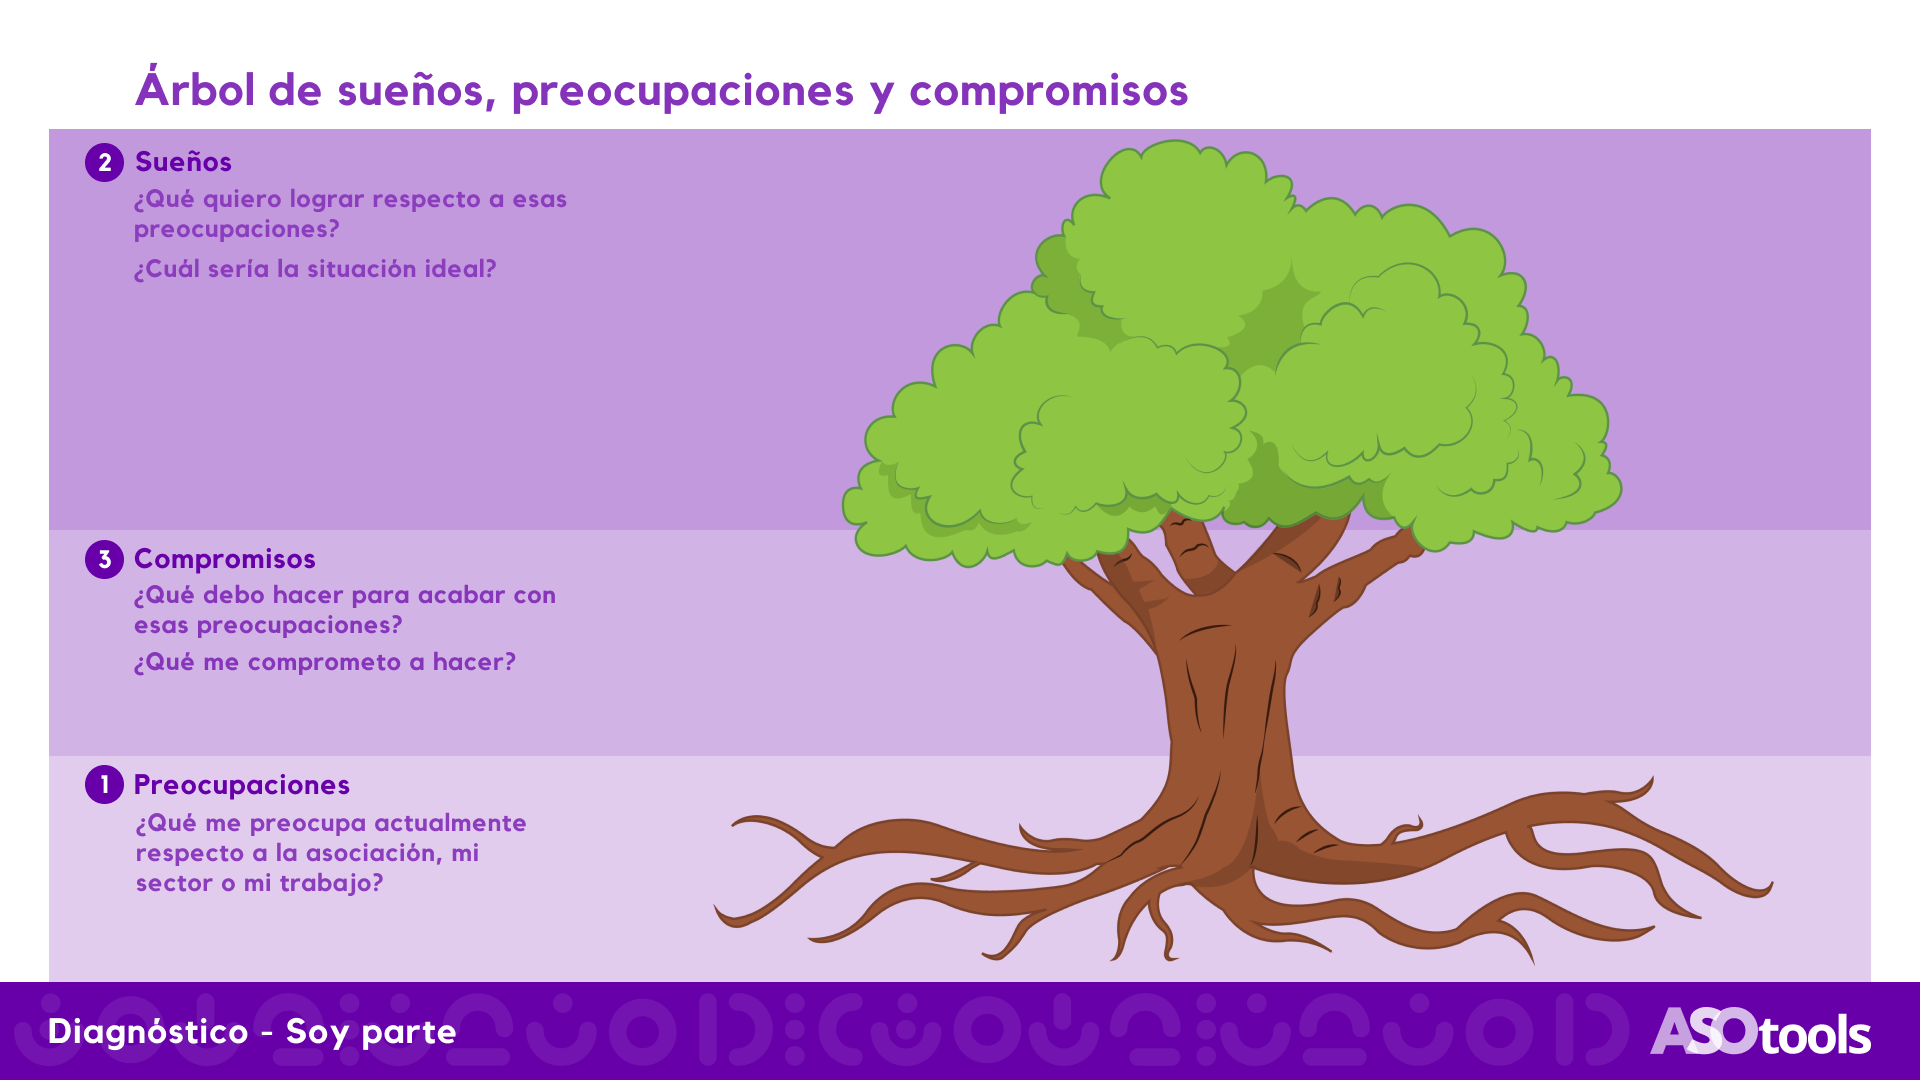 Árbol de sueños, preocupaciones y compromisos
2 Sueños
¿Qué quiero lograr respecto a esas
preocupaciones?
¿Cuál sería la situación ideal?
3 Compromisos
¿Qué debo hacer para acabar con
esas preocupaciones?
¿Qué me comprometo a hacer?
1 Preocupaciones
¿Qué me preocupa actualmente
respecto a la asociación, mi
sector o mi trabajo?
Diagnóstico - Soy parte
ASOtools